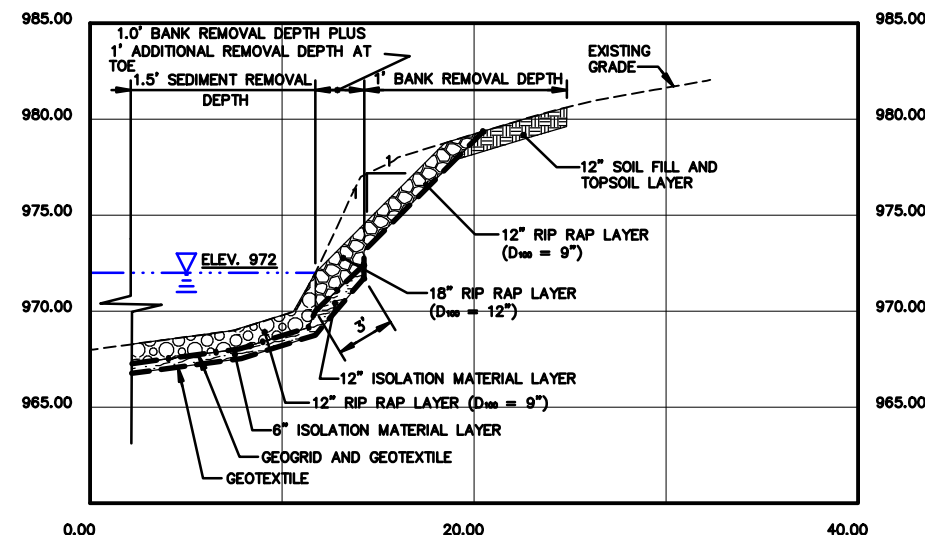 985.00
985.00
1.0' BANK REMOVAL DEPTH PLUS
1' ADDITIONAL REMOVAL DEPTH AT
TOE
1.5' SEDIMENT REMOVAL
DEPTH
1' BANK REMOVAL DEPTH
EXISTING
GRADE
980.00
980.00
12" SOIL FILL AND
TOPSOIL LAYER
1
1
975.00
975.00
12" RIP RAP LAYER
(D₁₀₀ = 9")
ELEV. 972
18" RIP RAP LAYER
(D₁₀₀ = 12")
970.00
970.00
3'
12" ISOLATION MATERIAL LAYER
12" RIP RAP LAYER (D₁₀₀ = 9")
965.00
965.00
6" ISOLATION MATERIAL LAYER
GEOGRID AND GEOTEXTILE
GEOTEXTILE
0.00
20.00
40.00